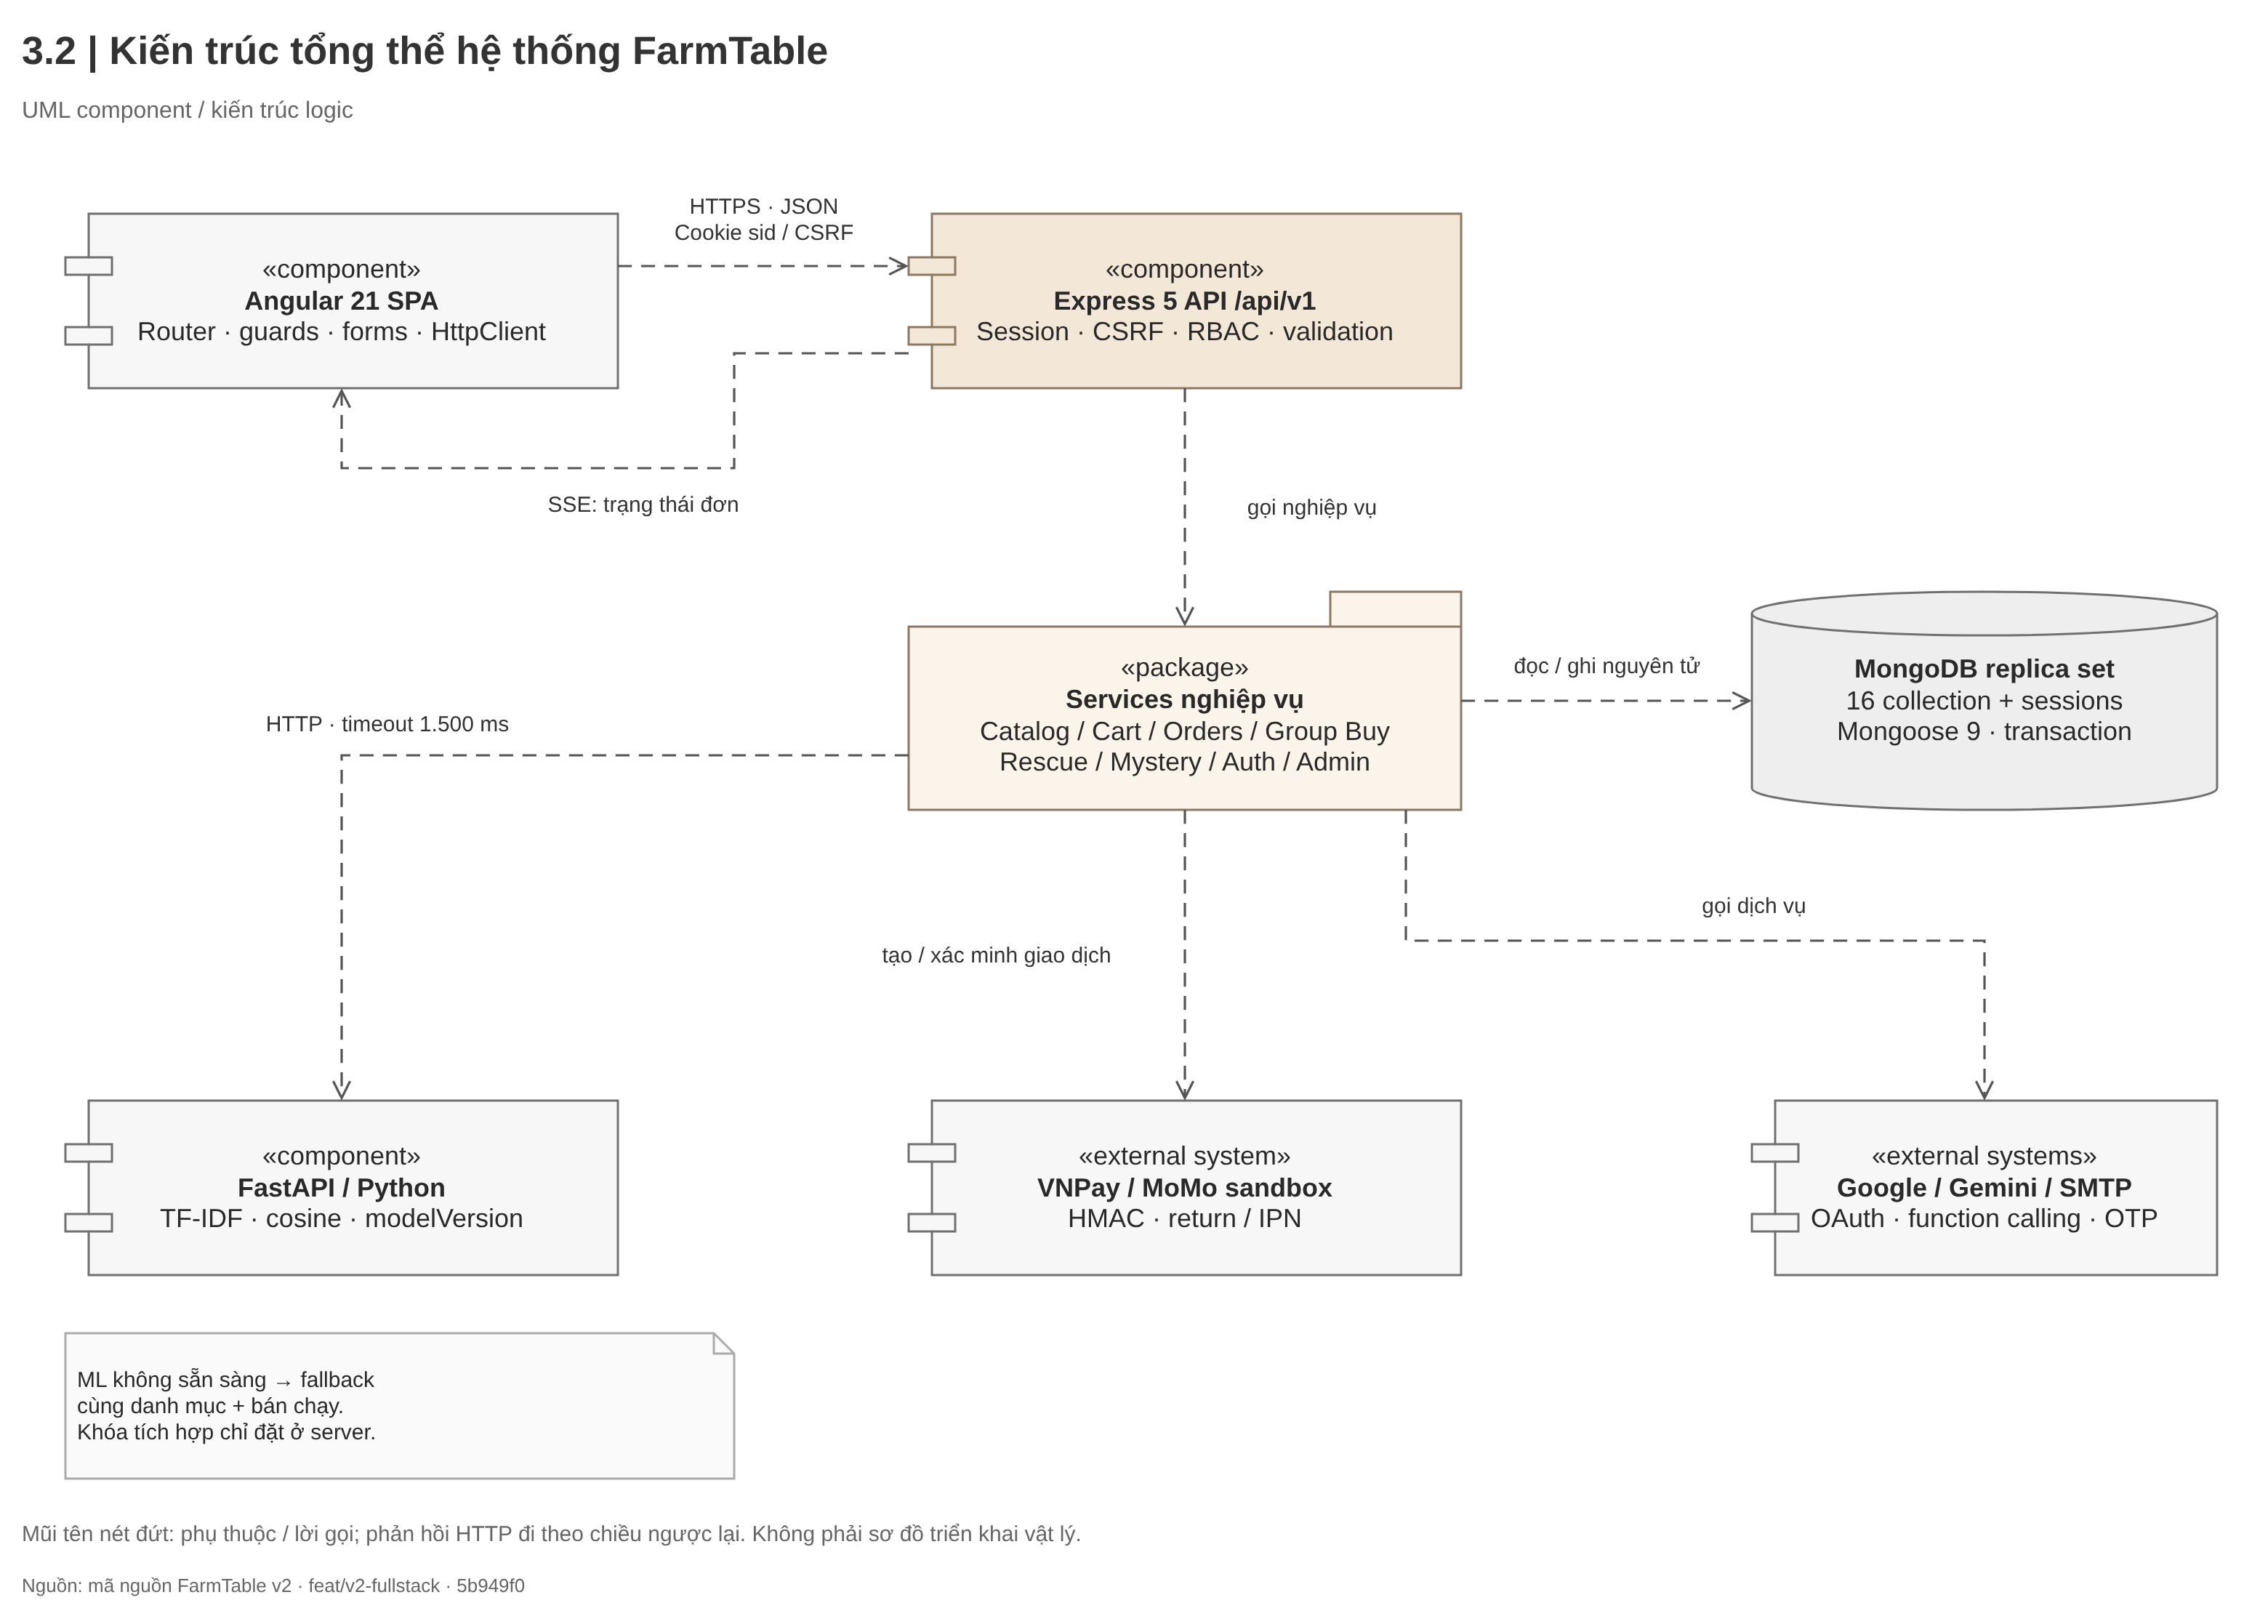 3.2 | Kiến trúc tổng thể hệ thống FarmTable
UML component / kiến trúc logic
«component»
Angular 21 SPA
Router · guards · forms · HttpClient
HTTPS · JSON
Cookie sid / CSRF
«component»
Express 5 API /api/v1
Session · CSRF · RBAC · validation
SSE: trạng thái đơn
gọi nghiệp vụ
«package»
Services nghiệp vụ
Catalog / Cart / Orders / Group Buy
Rescue / Mystery / Auth / Admin
đọc / ghi nguyên tử
MongoDB replica set
16 collection + sessions
Mongoose 9 · transaction
HTTP · timeout 1.500 ms
tạo / xác minh giao dịch
gọi dịch vụ
«component»
FastAPI / Python
TF-IDF · cosine · modelVersion
«external system»
VNPay / MoMo sandbox
HMAC · return / IPN
«external systems»
Google / Gemini / SMTP
OAuth · function calling · OTP
ML không sẵn sàng → fallback
cùng danh mục + bán chạy.
Khóa tích hợp chỉ đặt ở server.
Mũi tên nét đứt: phụ thuộc / lời gọi; phản hồi HTTP đi theo chiều ngược lại. Không phải sơ đồ triển khai vật lý.
Nguồn: mã nguồn FarmTable v2 · feat/v2-fullstack · 5b949f0